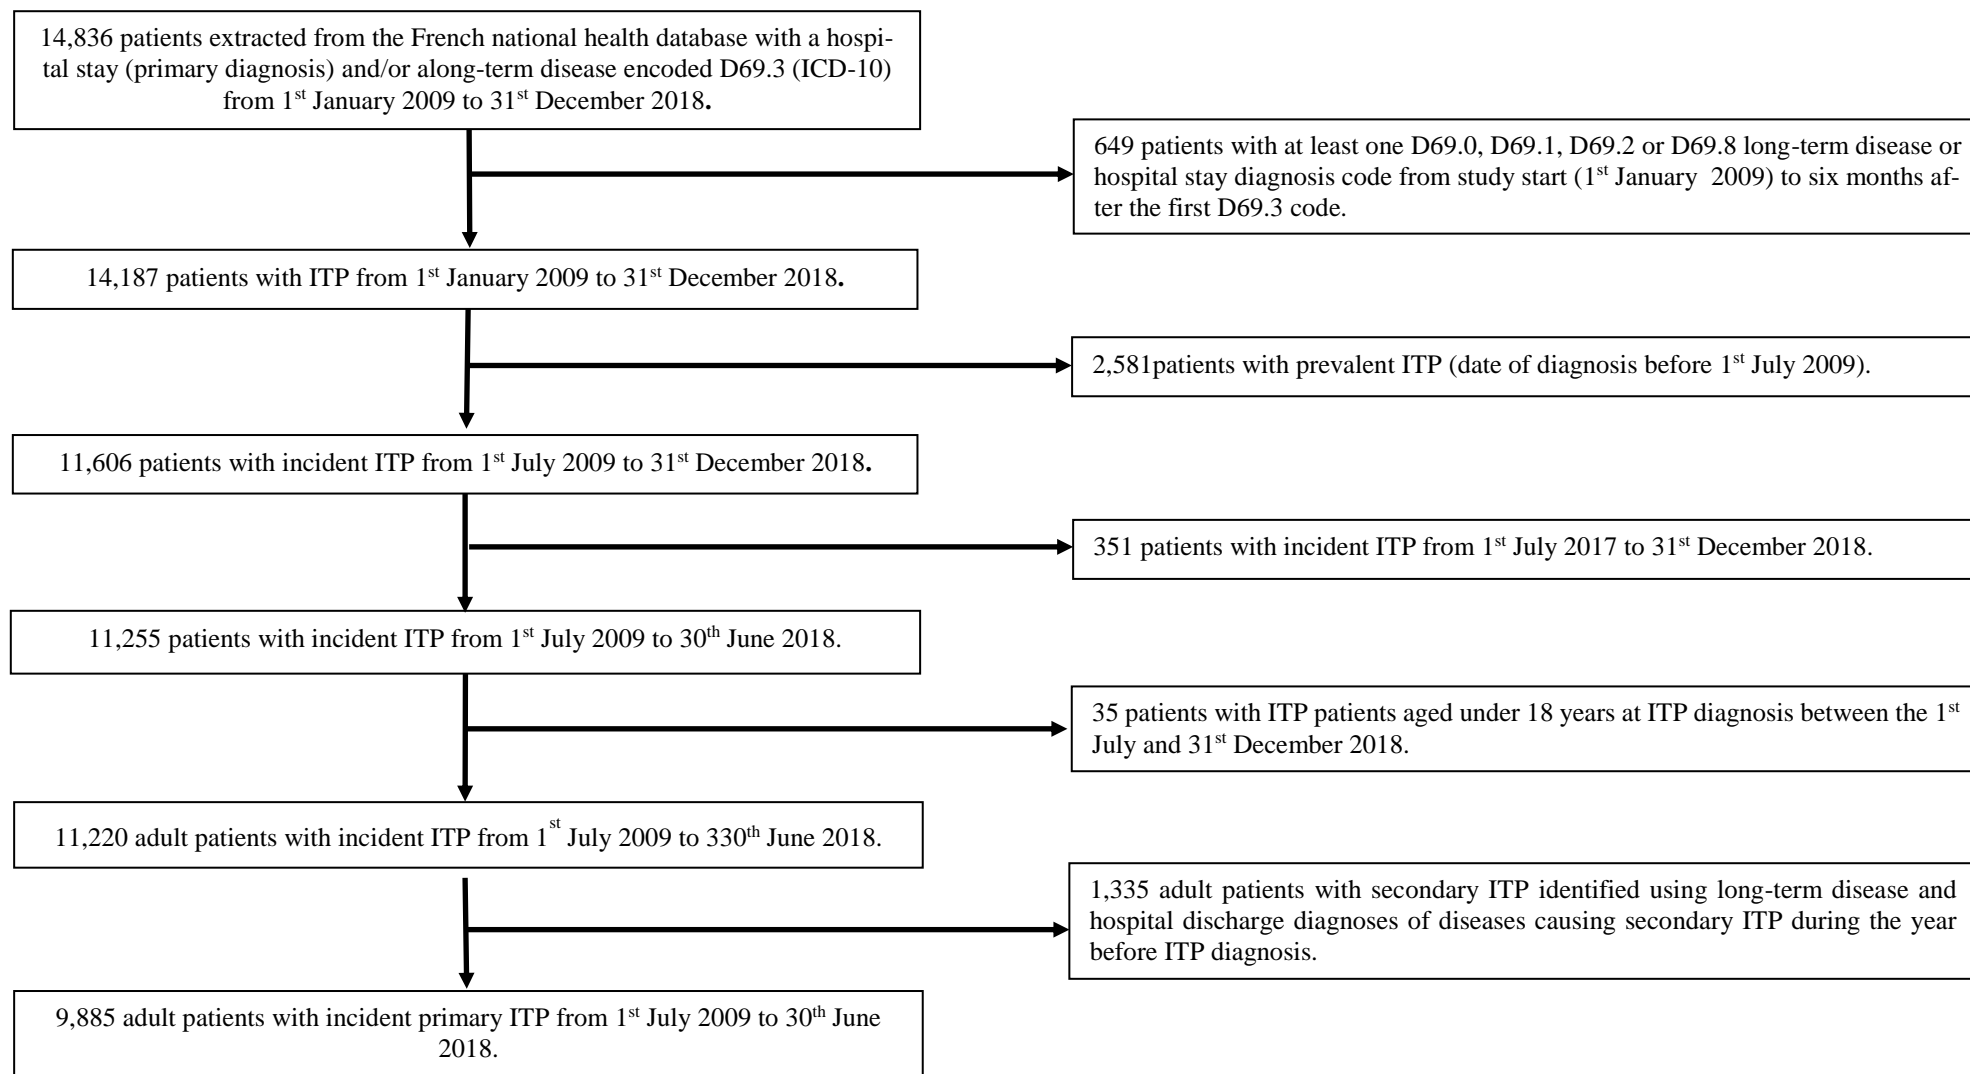 14,836 patients extracted from the French national health database with a hospi-
tal stay (primary diagnosis) and/or along-term disease encoded D69.3 (ICD-10)
from 1st January 2009 to 31st December 2018.
649 patients with at least one D69.0, D69.1, D69.2 or D69.8 long-term disease or
hospital stay diagnosis code from study start (1st January 2009) to six months af-
ter the first D69.3 code.
14,187 patients with ITP from 1st January 2009 to 31st December 2018.
2,581patients with prevalent ITP (date of diagnosis before 1st July 2009).
11,606 patients with incident ITP from 1st July 2009 to 31st December 2018.
351 patients with incident ITP from 1st July 2017 to 31st December 2018.
11,255 patients with incident ITP from 1st July 2009 to 30th June 2018.
35 patients with ITP patients aged under 18 years at ITP diagnosis between the 1st
July and 31st December 2018.
11,220 adult patients with incident ITP from 1st July 2009 to 330th June 2018.
1,335 adult patients with secondary ITP identified using long-term disease and
hospital discharge diagnoses of diseases causing secondary ITP during the year
before ITP diagnosis.
9,885 adult patients with incident primary ITP from 1st July 2009 to 30th June
2018.